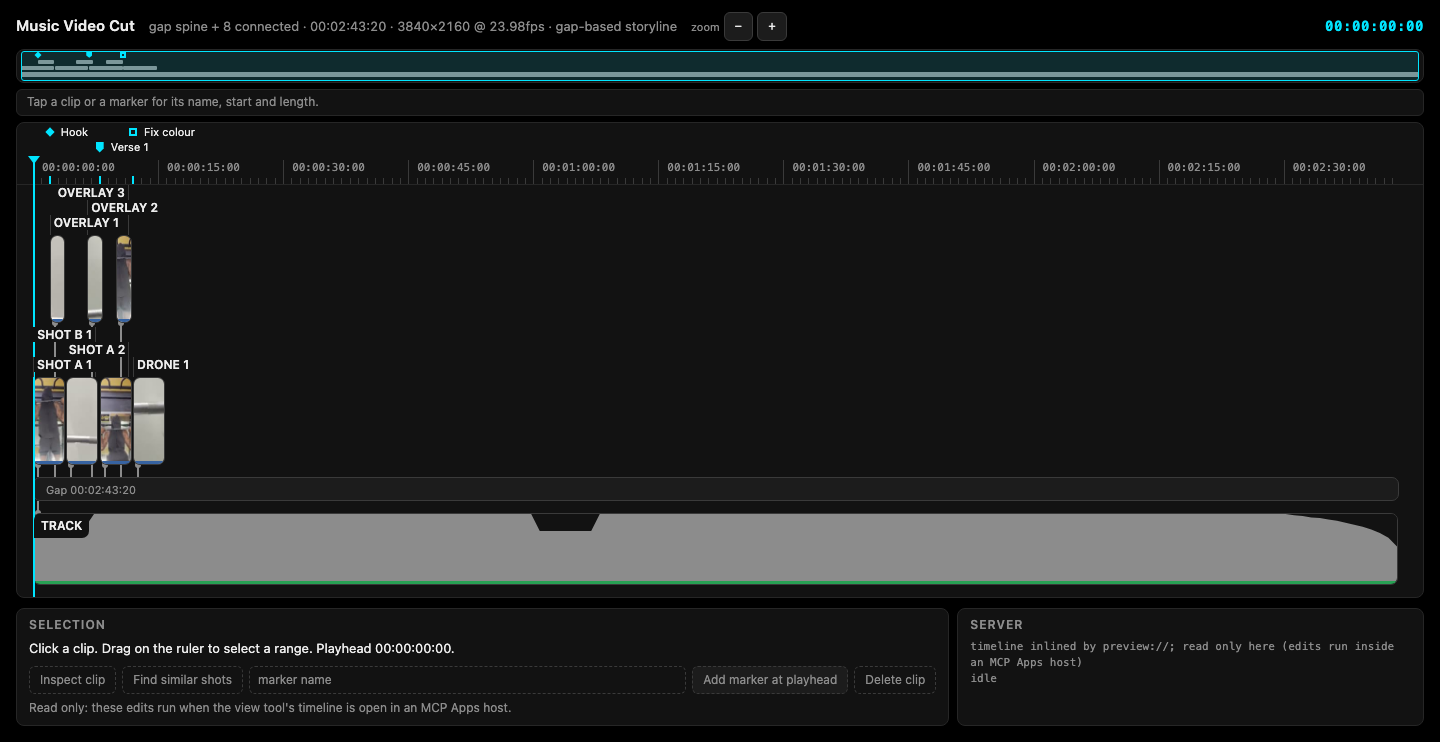 Music Video Cut gap spine + 8 connected · 00:02:43:20 · 3840×2160 @ 23.98fps · gap-based storyline zoom − + 00:00:00:00
Tap a clip or a marker for its name, start and length.
Hook Fix colour
Verse 1
00:00:00:00 00:00:15:00 00:00:30:00 00:00:45:00 00:01:00:00 00:01:15:00 00:01:30:00 00:01:45:00 00:02:00:00 00:02:15:00 00:02:30:00
OVERLAY 3
OVERLAY 2
OVERLAY 1
SHOT B 1
SHOT A 2
SHOT A 1 DRONE 1
Gap 00:02:43:20
TRACK
SELECTION
Click a clip. Drag on the ruler to select a range. Playhead 00:00:00:00.
Inspect clip Find similar shots marker name Add marker at playhead Delete clip
Read only: these edits run when the view tool's timeline is open in an MCP Apps host.
SERVER
timeline inlined by preview://; read only here (edits run inside
an MCP Apps host)
idle